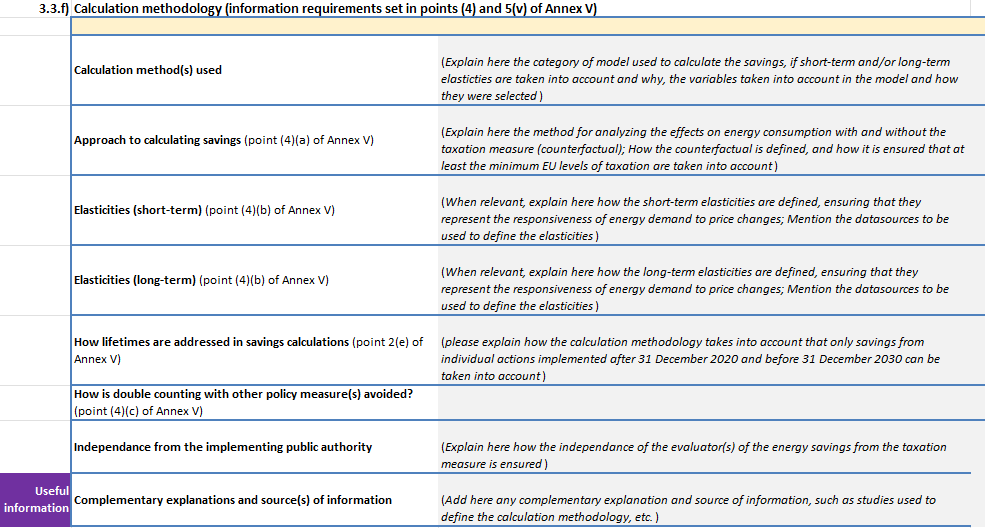 3.3.f) Calculation methodology (information requirements set in points (4) and 5(v) of Annex V)
Calculation method(s) used
(Explain here the category of model used to calculate the savings, if short-term and/or long-term
elasticties are taken into account and why, the variables taken into account in the model and how
they were selected )
Approach to calculating savings (point (4)(a) of Annex V)
(Explain here the method for analyzing the effects on energy consumption with and without the
taxation measure (counterfactual); How the counterfactual is defined, and how it is ensured that at
least the minimum EU levels of taxation are taken into account )
Elasticities (short-term) (point (4)(b) of Annex V)
(When relevant, explain here how the short-term elasticities are defined, ensuring that they
represent the responsiveness of energy demand to price changes; Mention the datasources to be
used to define the elasticities )
Elasticities (long-term) (point (4)(b) of Annex V)
(When relevant, explain here how the long-term elasticities are defined, ensuring that they
represent the responsiveness of energy demand to price changes; Mention the datasources to be
used to define the elasticities )
How lifetimes are addressed in savings calculations (point 2(e) of
Annex V)
(please explain how the calculation methodology takes into account that only savings from
individual actions implemented after 31 December 2020 and before 31 December 2030 can be
taken into account )
How is double counting with other policy measure(s) avoided?
(point (4)(c) of Annex V)
Independance from the implementing public authority
(Explain here how the independance of the evaluator(s) of the energy savings from the taxation
measure is ensured )
Useful
information
Complementary explanations and source(s) of information
(Add here any complementary explanation and source of information, such as studies used to
define the calculation methodology, etc. )